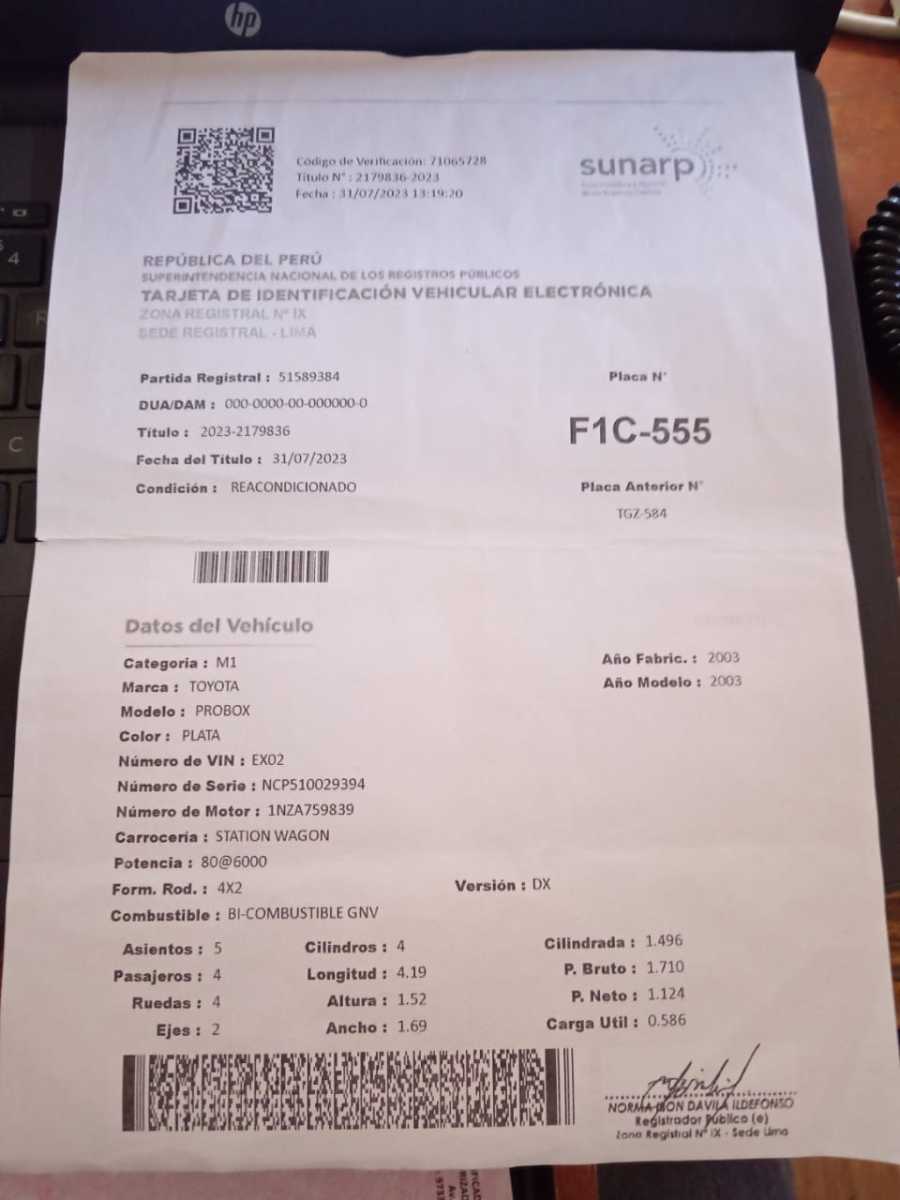 hp
Código de Verificación: 71065728
Título N° : 2179836-2023
Fecha : 31/07/2023 13:19:20
sunarp
REPÚBLICA DEL PERÚ
SUPERINTENDENCIA NACIONAL DE LOS REGISTROS PÚBLICOS
TARJETA DE IDENTIFICACIÓN VEHICULAR ELECTRÓNICA
ZONA REGISTRAL N° IX
SEDE REGISTRAL - LIMA
Partida Registral : 51589384
DUA/DAM : 000-0000-00-000000-0
Título : 2023-2179836
Fecha del Título : 31/07/2023
Condición : REACONDICIONADO
Placa N°
F1C-555
Placa Anterior N°
TGZ-584
Datos del Vehículo
Categoría : M1
Marca : TOYOTA
Modelo : PROBOX
Color : PLATA
Número de VIN : EX02
Número de Serie : NCP510029394
Número de Motor : 1NZA759839
Carrocería : STATION WAGON
Potencia : 80@6000
Form. Rod. : 4X2
Combustible : BI-COMBUSTIBLE GNV
Año Fabric. : 2003
Año Modelo : 2003
Versión : DX
Asientos : 5 Cilindros : 4 Cilindrada : 1.496
Pasajeros : 4 Longitud : 4.19 P. Bruto : 1.710
Ruedas : 4 Altura : 1.52 P. Neto : 1.124
Ejes : 2 Ancho : 1.69 Carga Util : 0.586
NORMA DAVILA ILDEFONSO
Registrador Público (e)
Zona Registral N° IX - Sede Lima
4
R
C